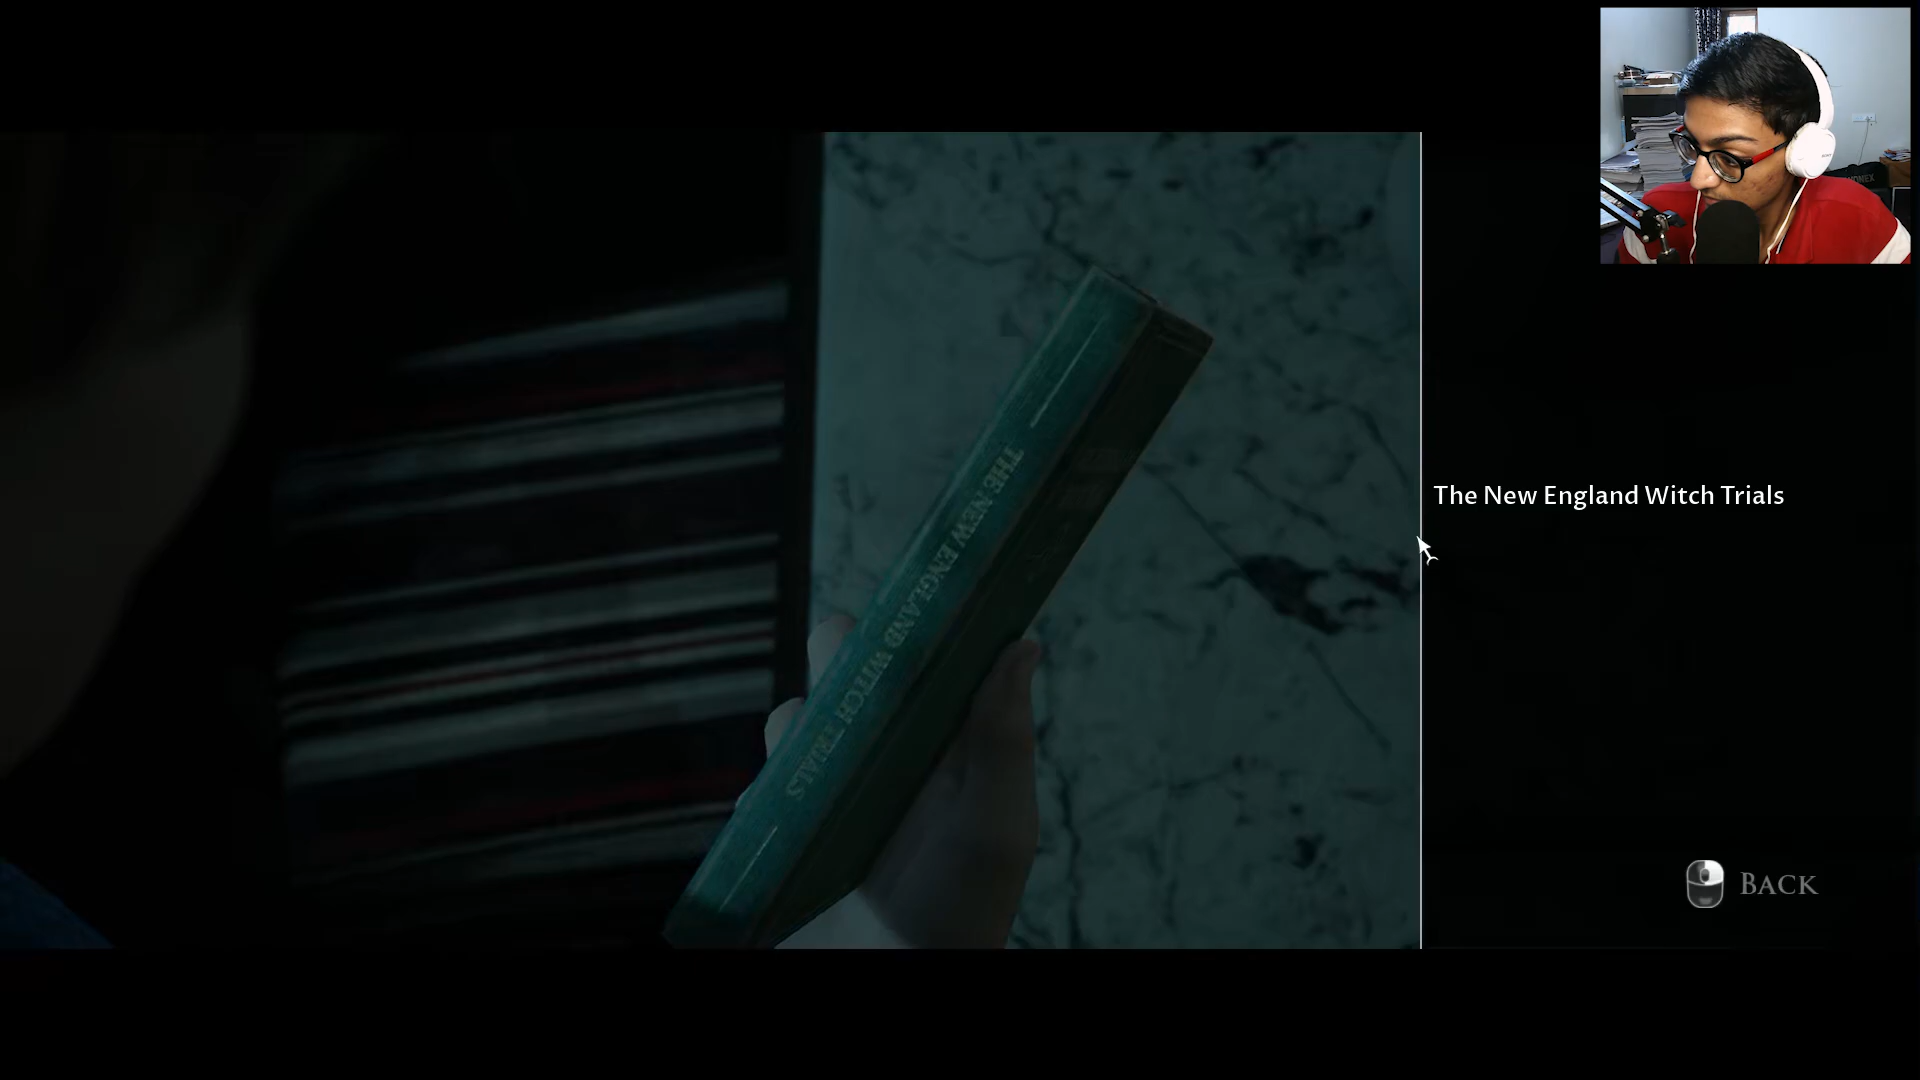 THE NEW ENGLAND WITCH TRIALS
The New England Witch Trials
BACK